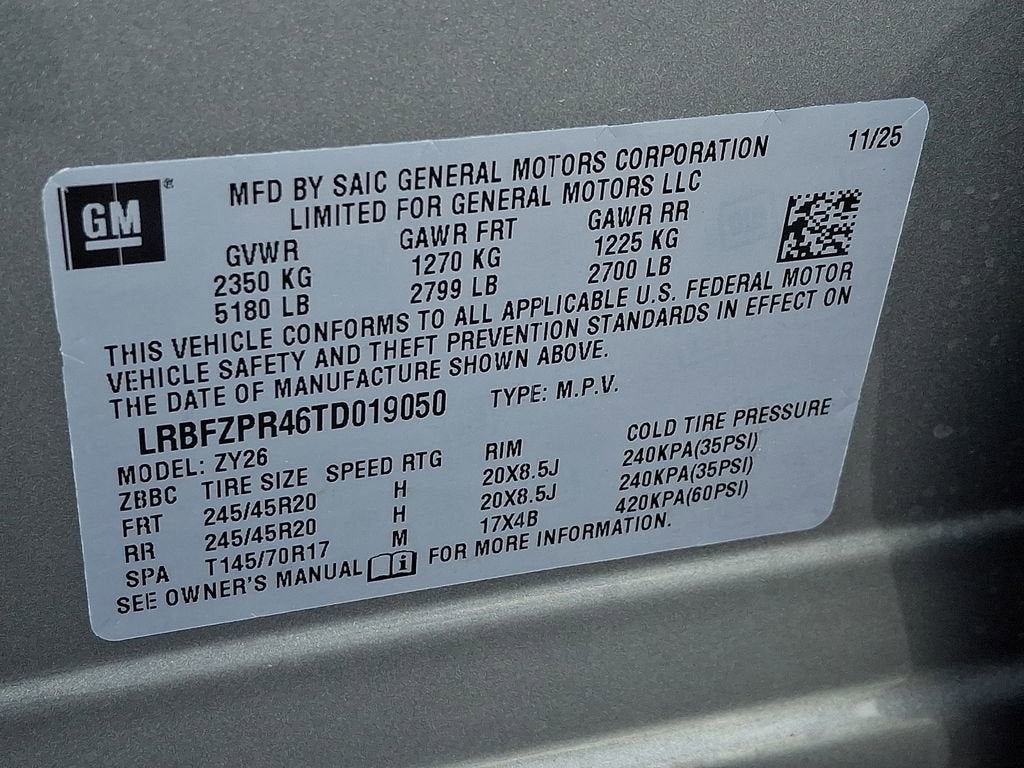 GM ®
MFD BY SAIC GENERAL MOTORS CORPORATION 11/25
LIMITED FOR GENERAL MOTORS LLC
GVWR GAWR FRT GAWR RR
2350 KG 1270 KG 1225 KG
5180 LB 2799 LB 2700 LB
THIS VEHICLE CONFORMS TO ALL APPLICABLE U.S. FEDERAL MOTOR
VEHICLE SAFETY AND THEFT PREVENTION STANDARDS IN EFFECT ON
THE DATE OF MANUFACTURE SHOWN ABOVE.
LRBFZPR46TD019050 TYPE: M.P.V.
MODEL: ZY26
ZBBC TIRE SIZE SPEED RTG RIM COLD TIRE PRESSURE
FRT 245/45R20 H 20X8.5J 240KPA(35PSI)
RR 245/45R20 H 20X8.5J 240KPA(35PSI)
SPA T145/70R17 M 17X4B 420KPA(60PSI)
SEE OWNER'S MANUAL i FOR MORE INFORMATION.